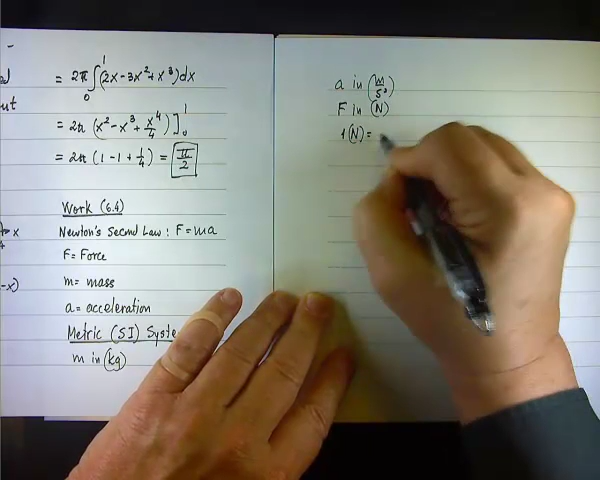 ed
= 2π ∫₀¹ (2x-3x²+x³)dx
= 2π (x²-x³+x⁴/4)]₀¹
= 2π (1-1+1/4) = π/2
Work (6.4)
Newton's Second Law: F=ma
F= Force
m= mass
a= acceleration
Metric (SI) Syste
m in (kg)
a in (m/s²)
F in (N)
1(N)=